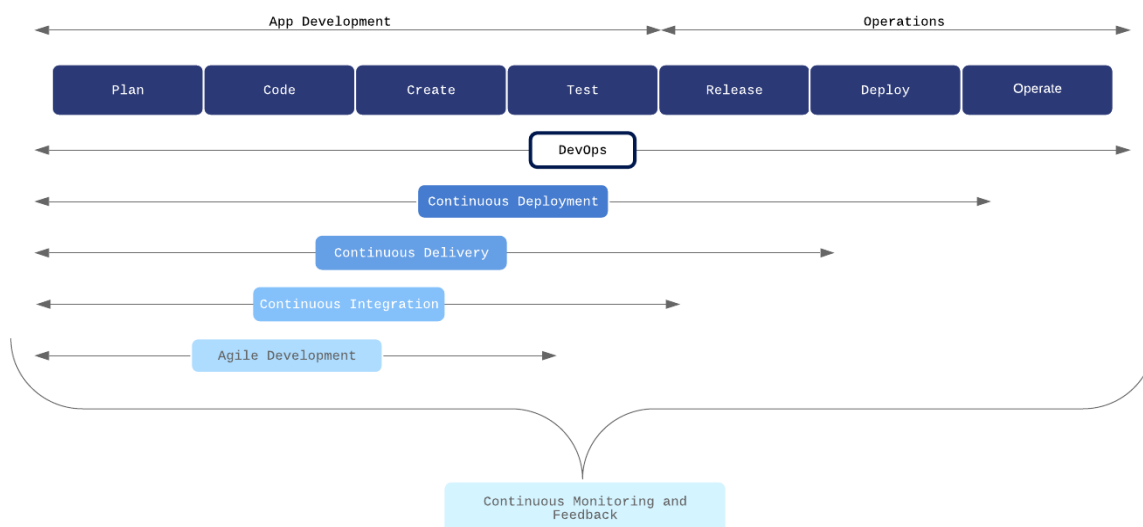 App Development
Operations
Plan
Code
Create
Test
Release
Deploy
Operate
DevOps
Continuous Deployment
Continuous Delivery
Continuous Integration
Agile Development
Continuous Monitoring and
Feedback